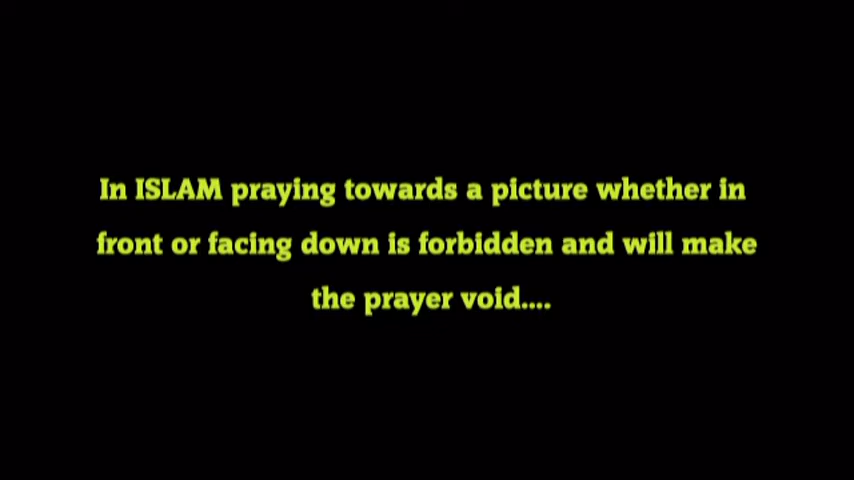 In ISLAM praying towards a picture whether in
front or facing down is forbidden and will make
the prayer void....